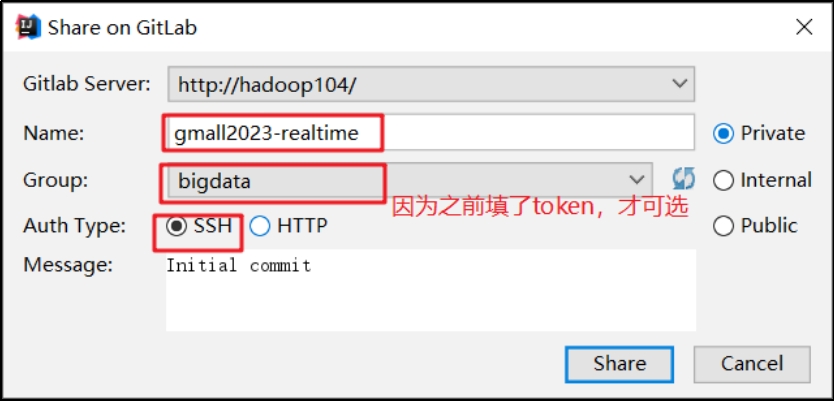 Share on GitLab
Gitlab Server: http://hadoop104/
Name: gmall2023-realtime Private
Group: bigdata Internal
因为之前填了token，才可选
Auth Type: SSH HTTP Public
Message: Initial commit
Share Cancel